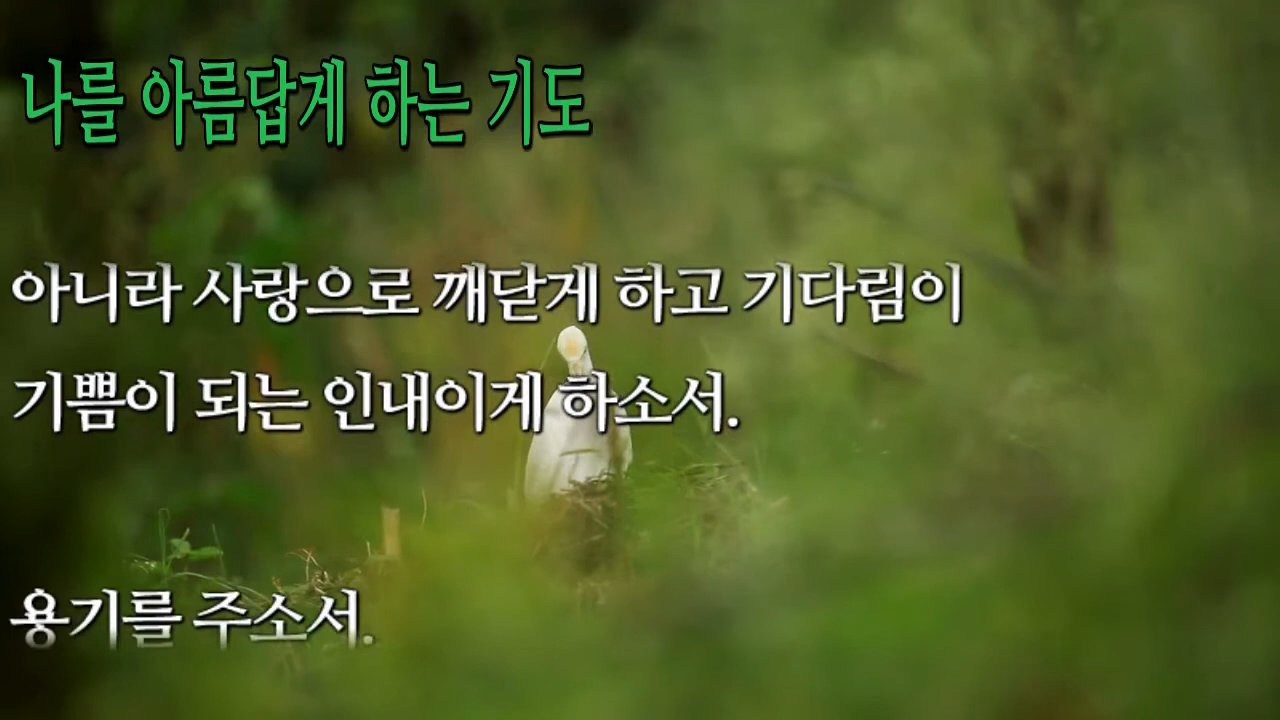 나를 아름답게 하는 기도
아니라 사랑으로 깨닫게 하고 기다림이
기쁨이 되는 인내이게 하소서.
용기를 주소서.